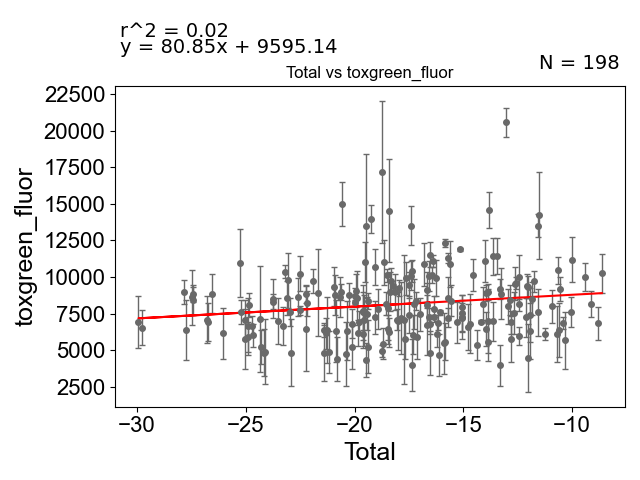 r^2 = 0.02
y = 80.85x + 9595.14
N = 198
Total vs toxgreen_fluor
22500
20000
17500
15000
12500
10000
7500
5000
2500
toxgreen_fluor
−30 −25 −20 −15 −10
Total